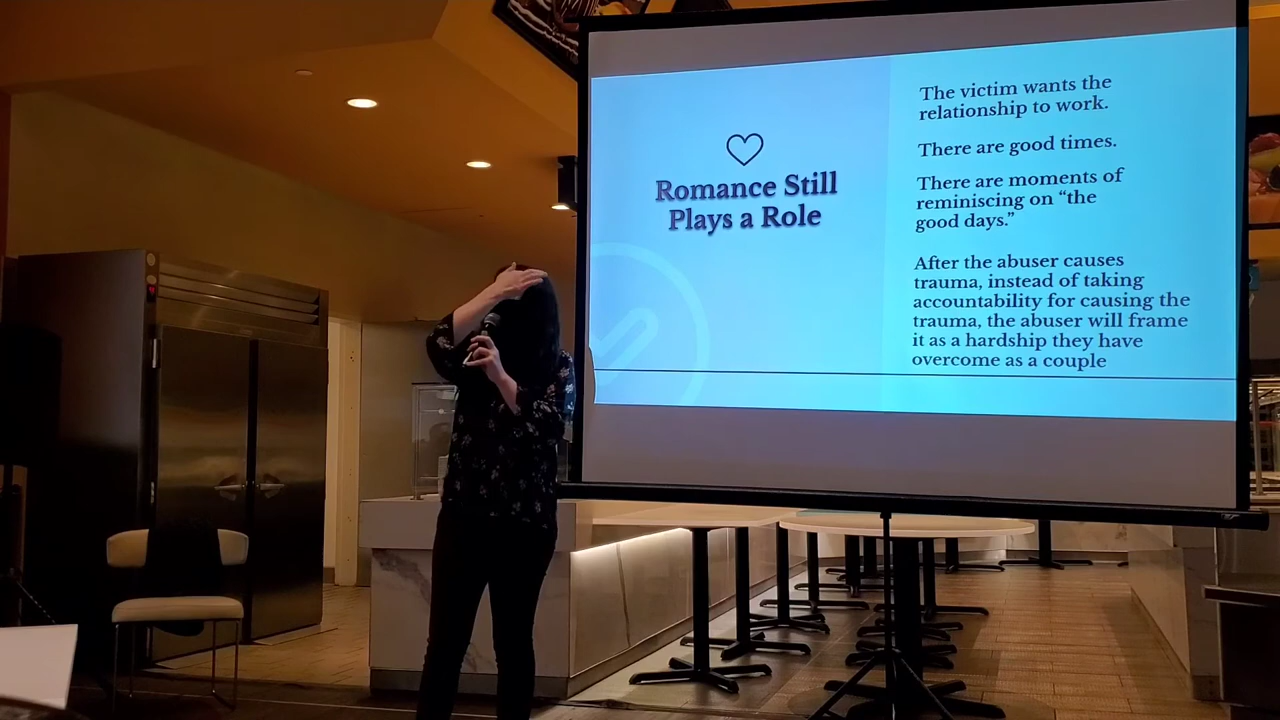 Romance Still
Plays a Role
The victim wants the
relationship to work.
There are good times.
There are moments of
reminiscing on “the
good days.”
After the abuser causes
trauma, instead of taking
accountability for causing the
trauma, the abuser will frame
it as a hardship they have
overcome as a couple